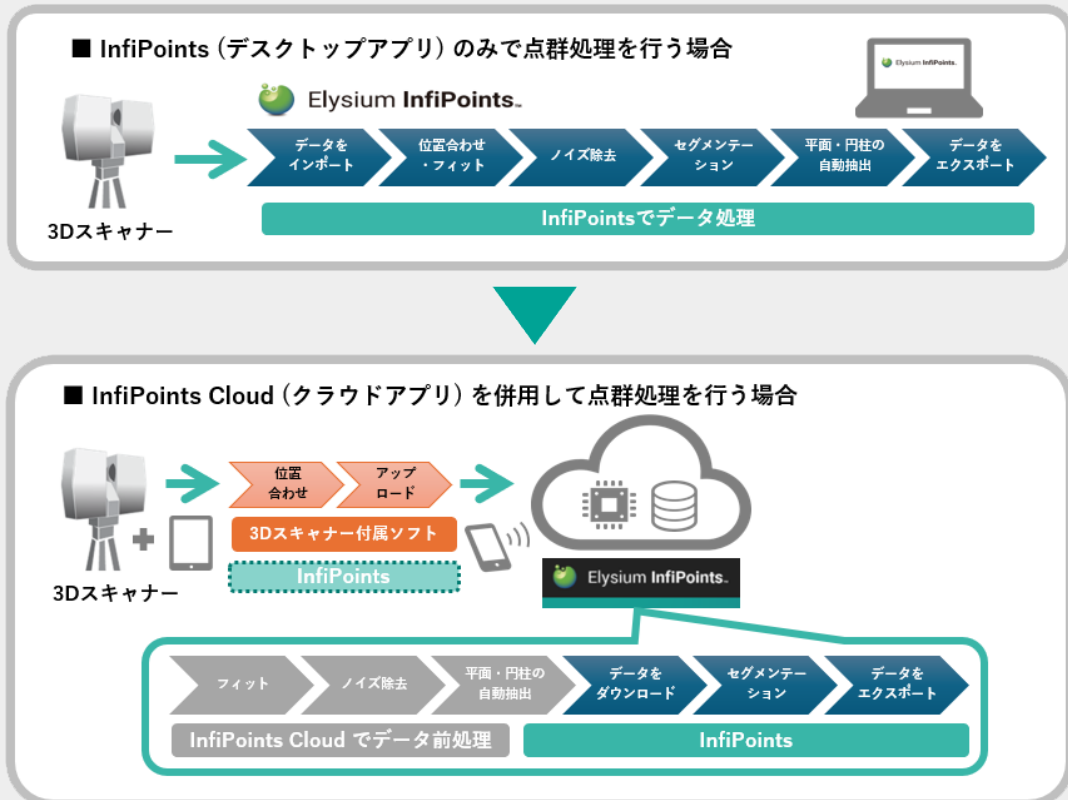 ■ InfiPoints (デスクトップアプリ) のみで点群処理を行う場合
Elysium InfiPoints™
Elysium InfiPoints™
データを
インポート
位置合わせ
・フィット
ノイズ除去
セグメンテー
ション
平面・円柱の
自動抽出
データを
エクスポート
3Dスキャナー
InfiPointsでデータ処理
■ InfiPoints Cloud (クラウドアプリ) を併用して点群処理を行う場合
位置
合わせ
アップ
ロード
3Dスキャナー付属ソフト
InfiPoints
3Dスキャナー
Elysium InfiPoints™
フィット
ノイズ除去
平面・円柱の
自動抽出
データを
ダウンロード
セグメンテー
ション
データを
エクスポート
InfiPoints Cloud でデータ前処理
InfiPoints